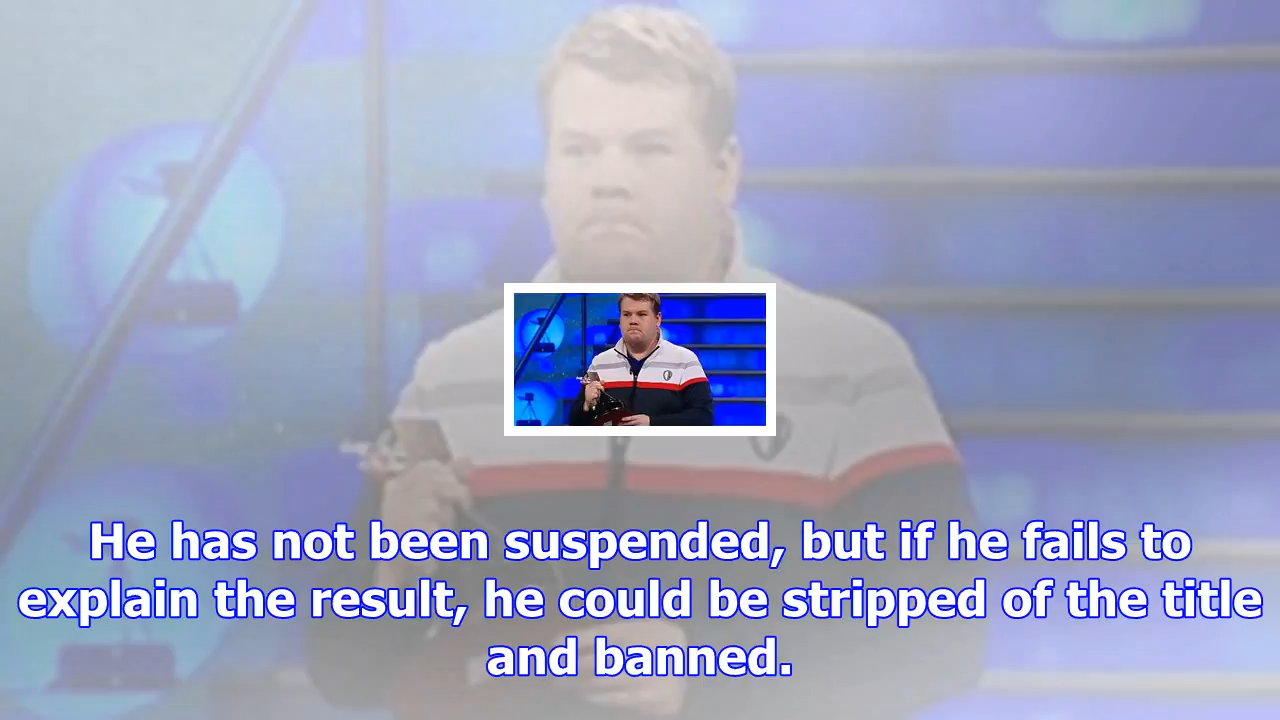 He has not been suspended, but if he fails to
explain the result, he could be stripped of the title
and banned.